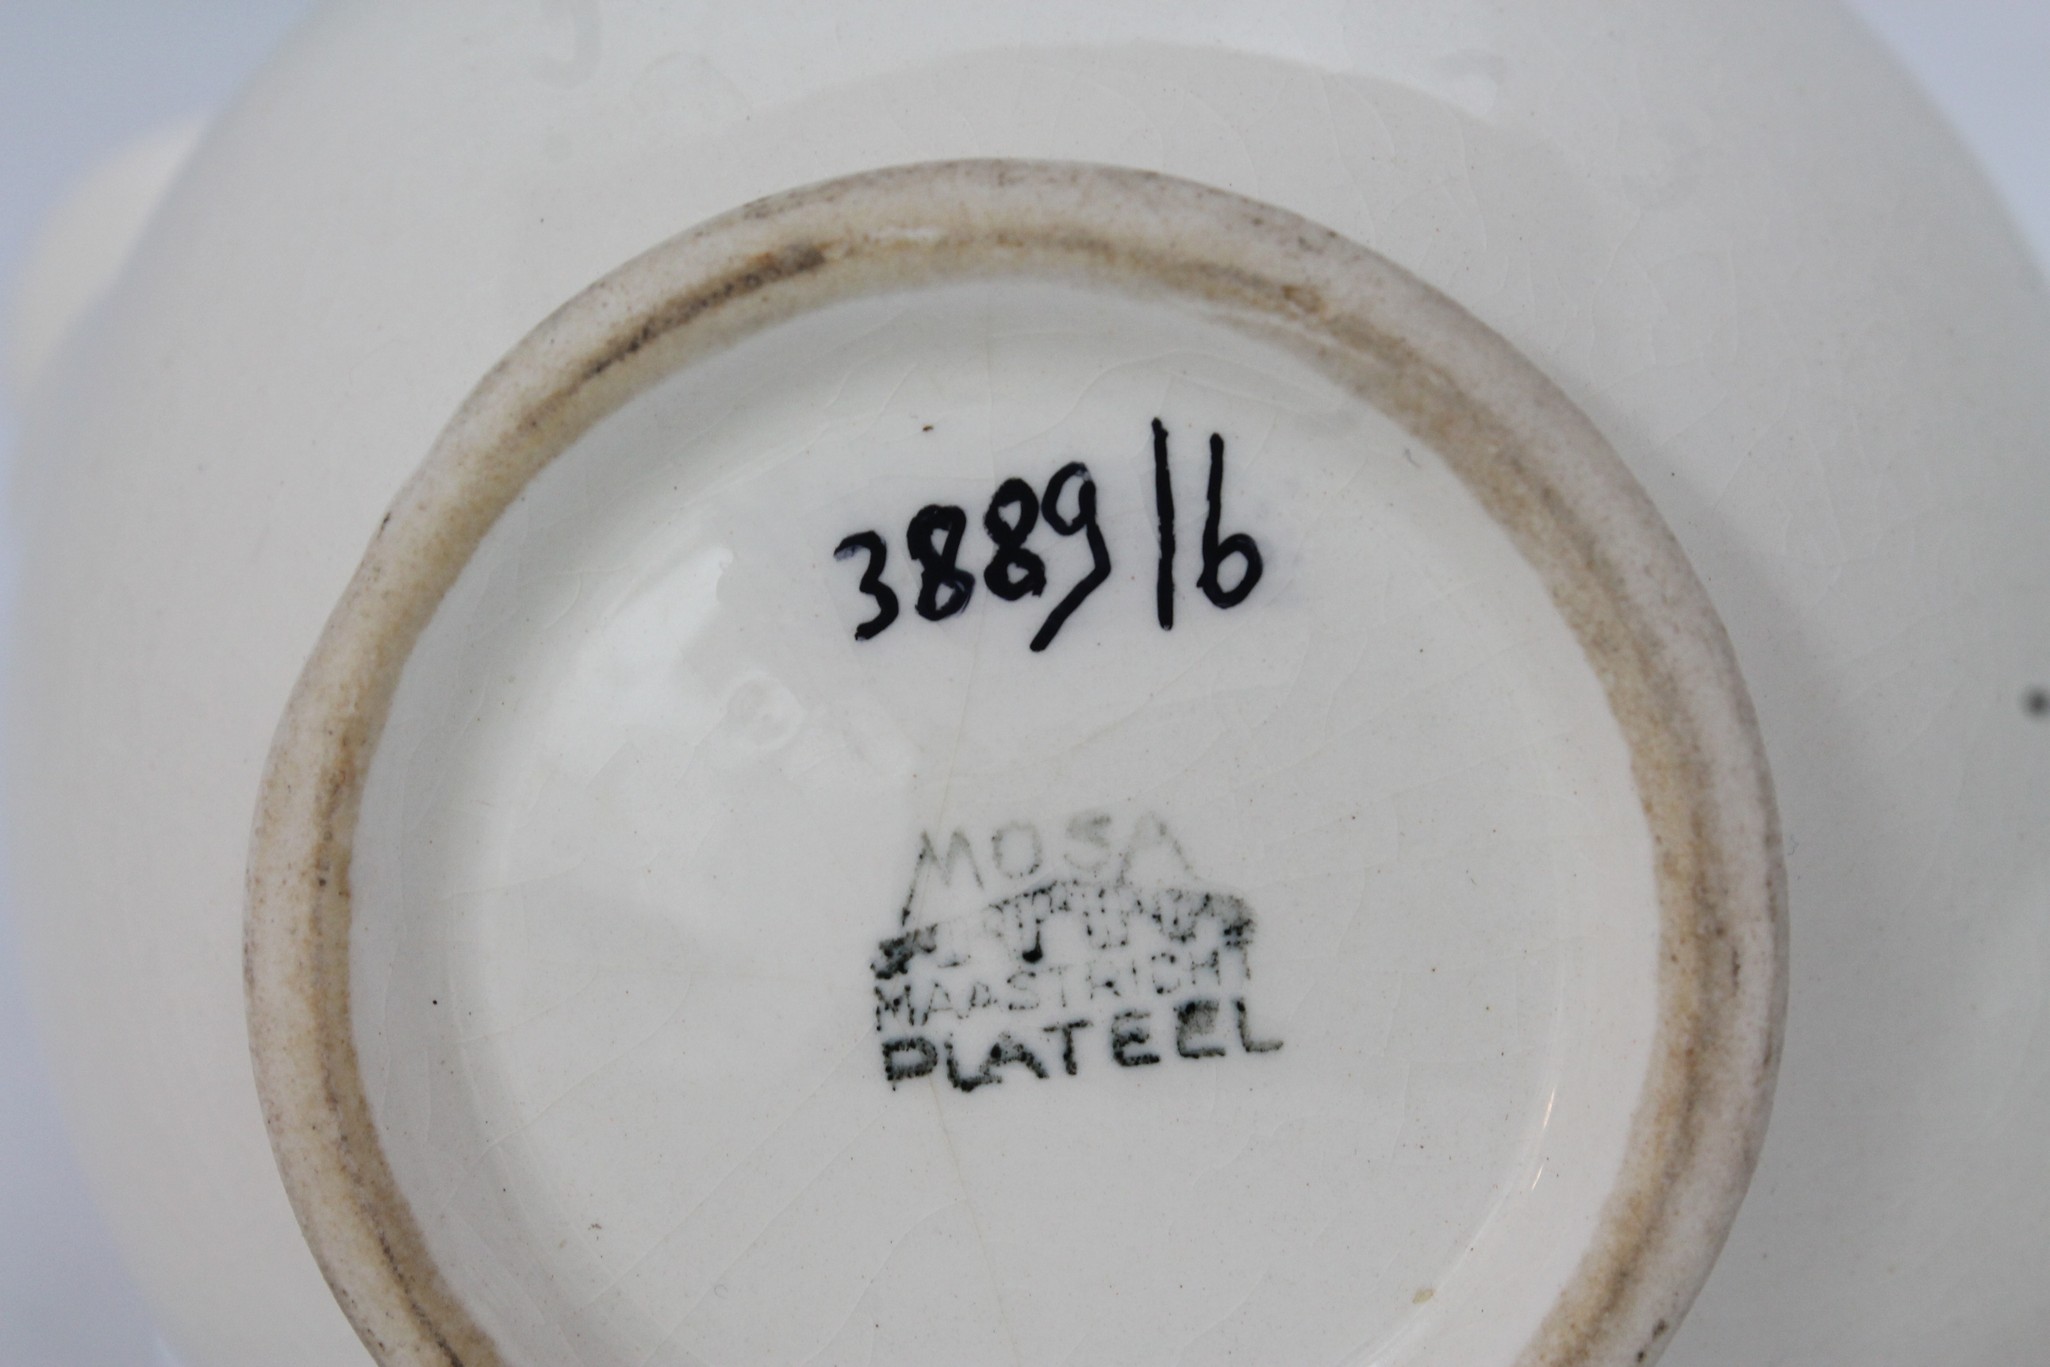 3889/6
MOSA
MAASTRICHT
PLATEEL